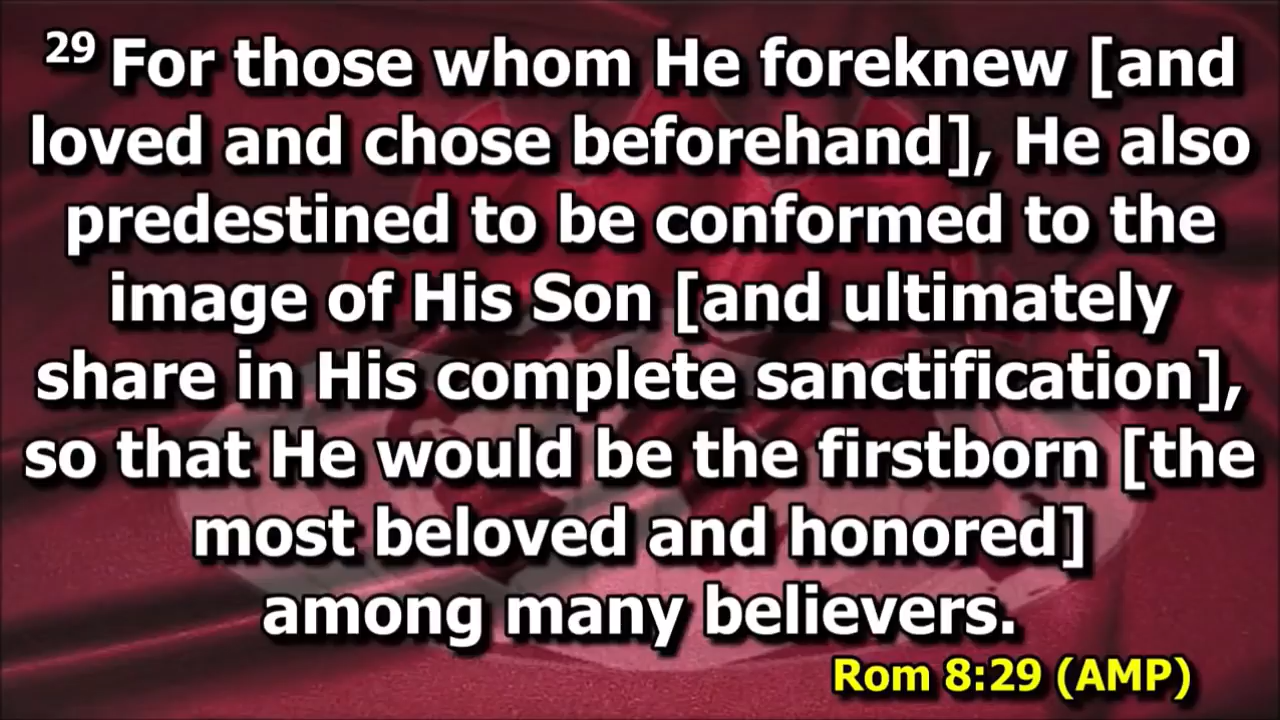 29 For those whom He foreknew [and
loved and chose beforehand], He also
predestined to be conformed to the
image of His Son [and ultimately
share in His complete sanctification],
so that He would be the firstborn [the
most beloved and honored]
among many believers.
Rom 8:29 (AMP)